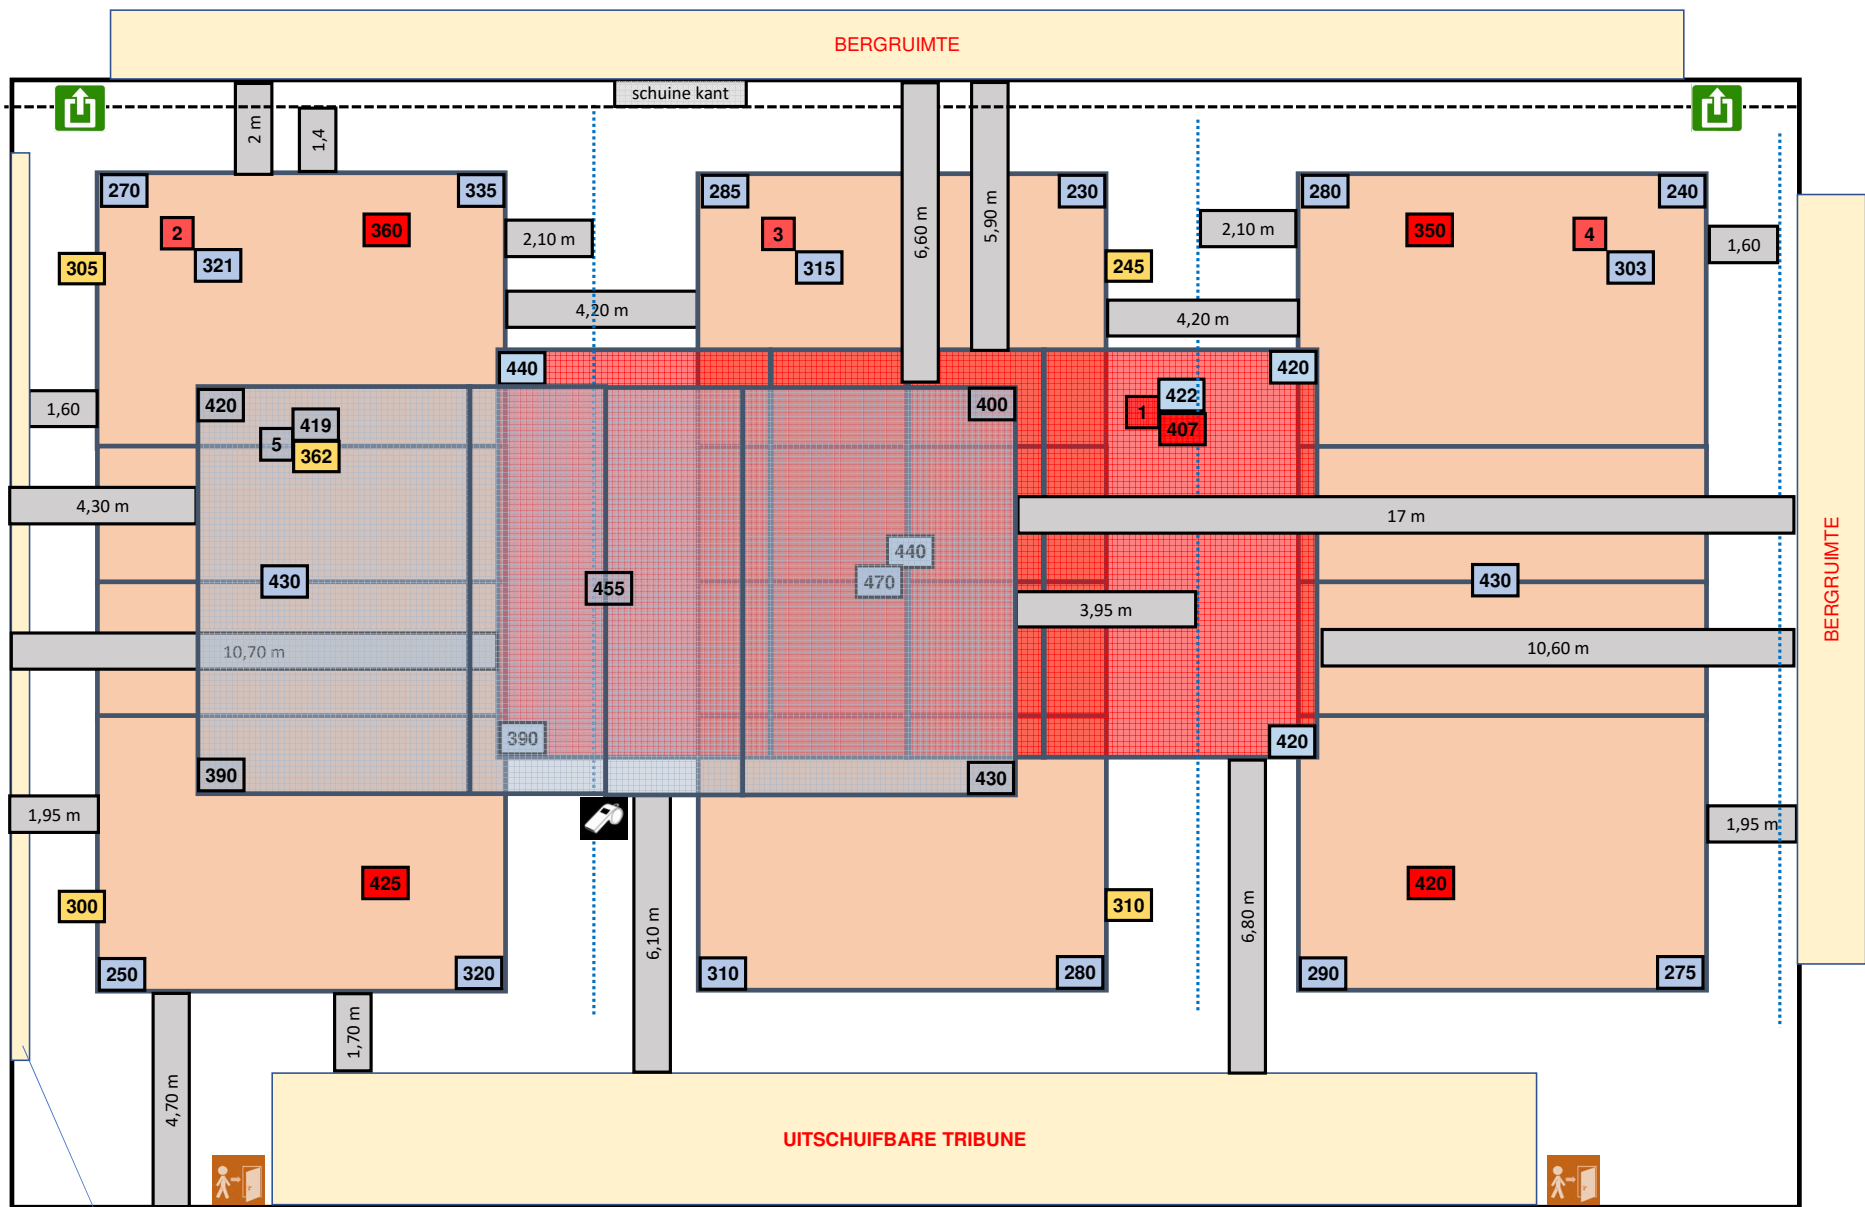 BERGRUIMTE
schuine kant
2 m
1,4
6,60 m
5,90 m
270
335
285
230
280
240
2
360
3
350
4
2,10 m
2,10 m
1,60
305
321
315
245
303
4,20 m
4,20 m
440
420
1,60
420
400
422
1
407
419
5
362
4,30 m
17 m
440
430
455
470
430
BERGRUIMTE
3,95 m
10,70 m
10,60 m
390
420
390
430
1,95 m
1,95 m
425
420
300
310
6,10 m
6,80 m
250
320
310
280
290
275
1,70 m
4,70 m
UITSCHUIFBARE TRIBUNE